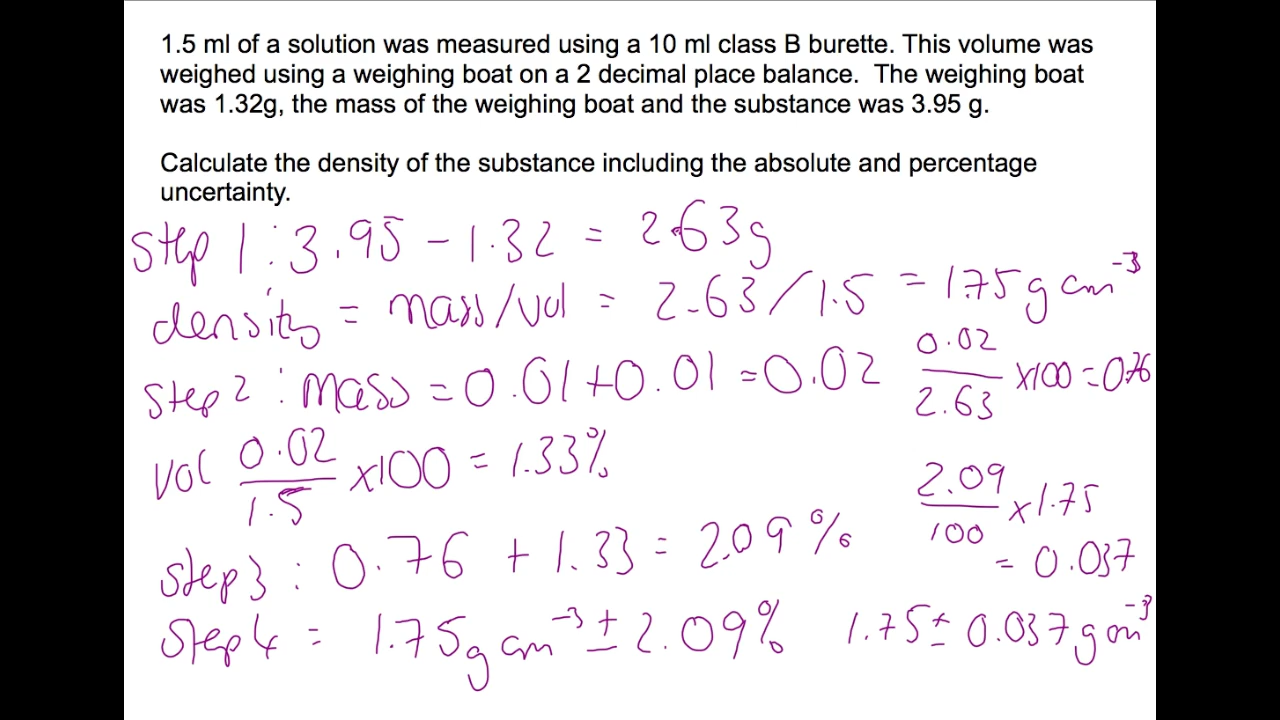 1.5 ml of a solution was measured using a 10 ml class B burette. This volume was
weighed using a weighing boat on a 2 decimal place balance. The weighing boat
was 1.32g, the mass of the weighing boat and the substance was 3.95 g.
Calculate the density of the substance including the absolute and percentage
uncertainty.
Step 1: 3.95 - 1.32 = 2.63g
density = mass/vol = 2.63/1.5 = 1.75 g cm⁻³
Step 2: Mass = 0.01 + 0.01 = 0.02 0.02/2.63 x100 = 0.76
Vol 0.02/1.5 x100 = 1.33%
Step 3: 0.76 + 1.33 = 2.09%
2.09/100 x 1.75
= 0.037
Step 4 = 1.75g cm⁻³ ± 2.09% 1.75 ± 0.037 g cm⁻³